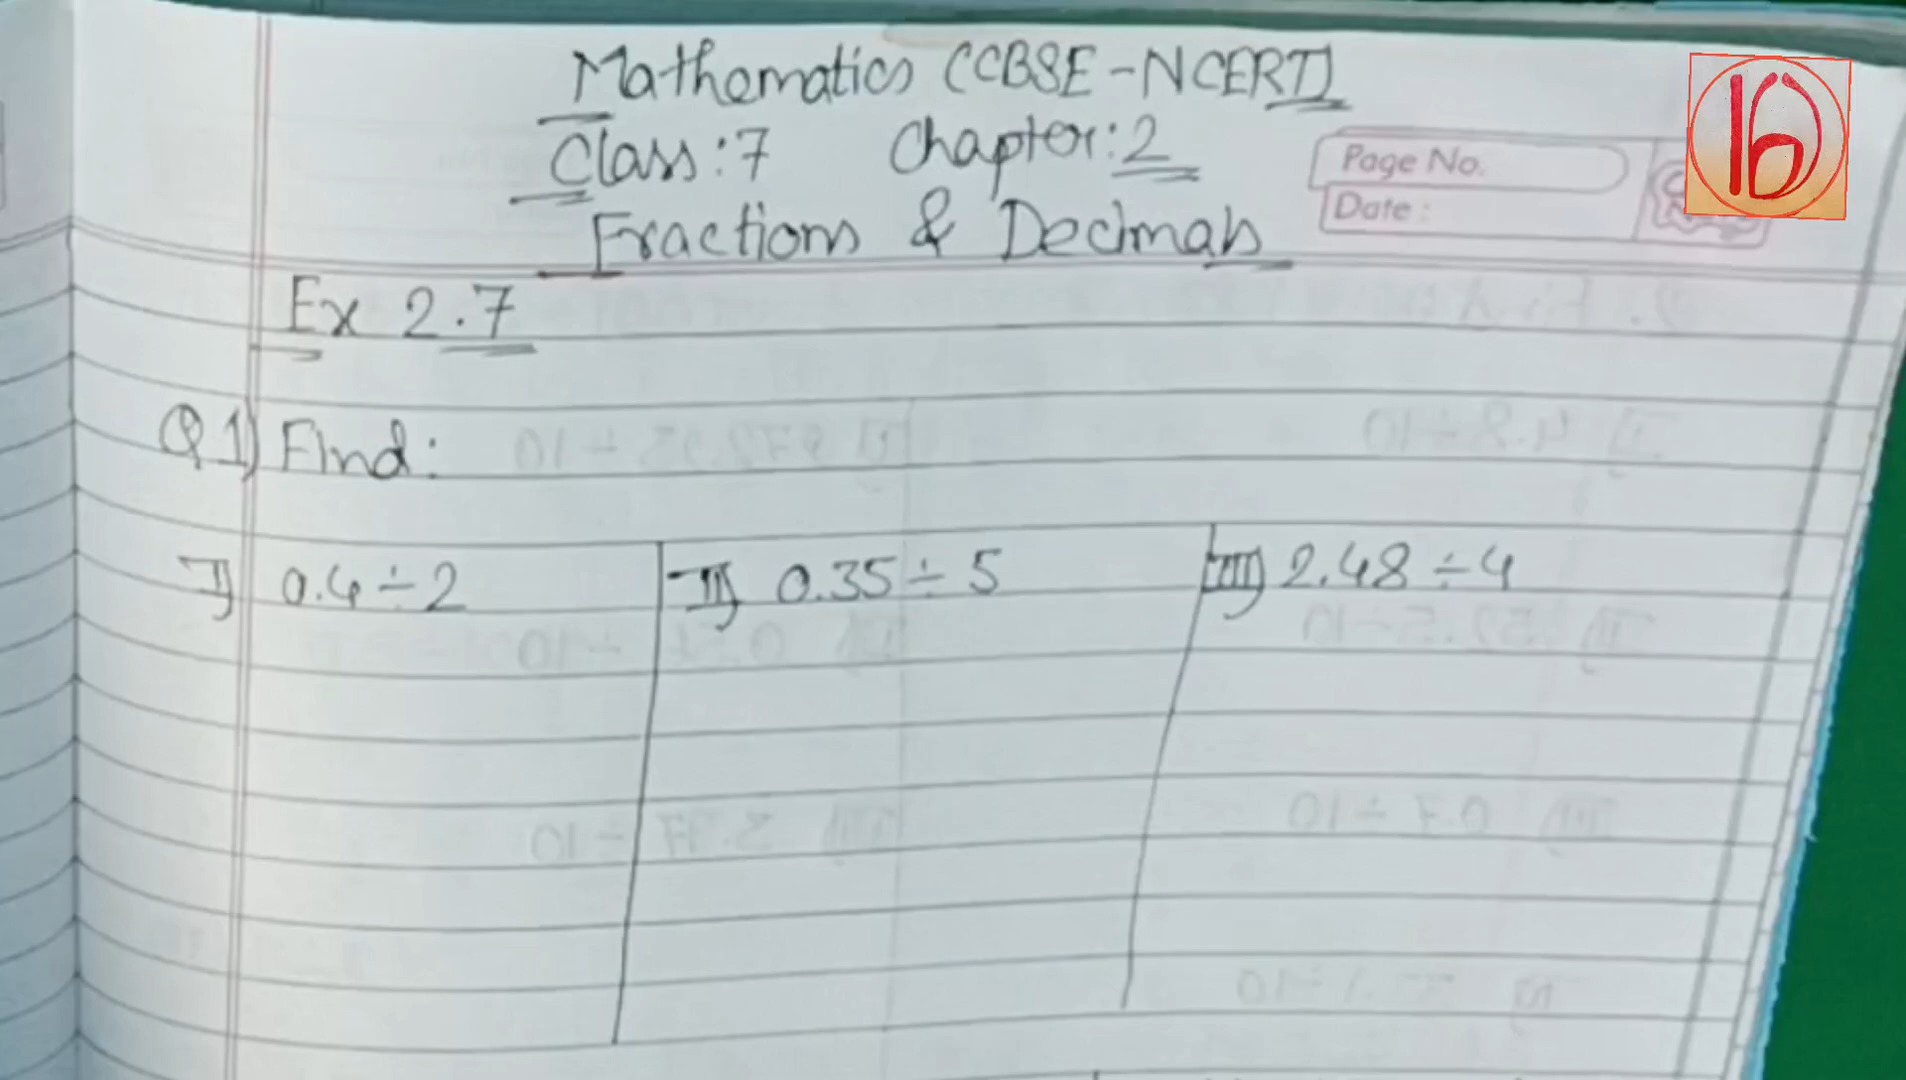 Mathematics (CBSE-NCERT)
Class:7 Chapter:2
Page No.
Date:
Fractions & Decimals
Ex 2.7
Q1) Find:
I) 0.4÷2 II) 0.35÷5 III) 2.48÷4